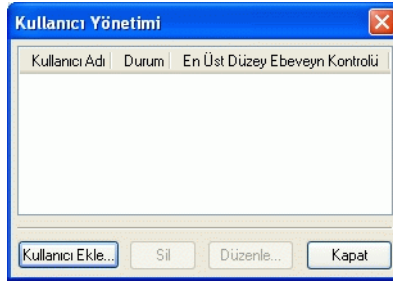 Kullanıcı Yönetimi
Kullanıcı Adı Durum En Üst Düzey Ebeveyn Kontrolü
Kullanıcı Ekle... Sil Düzenle... Kapat